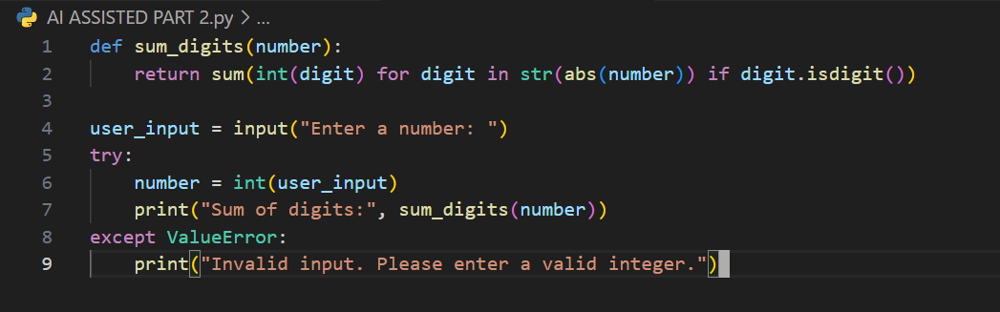 AI ASSISTED PART 2.py > ...
1 def sum_digits(number):
2     return sum(int(digit) for digit in str(abs(number)) if digit.isdigit())
3
4 user_input = input("Enter a number: ")
5 try:
6     number = int(user_input)
7     print("Sum of digits:", sum_digits(number))
8 except ValueError:
9     print("Invalid input. Please enter a valid integer.")